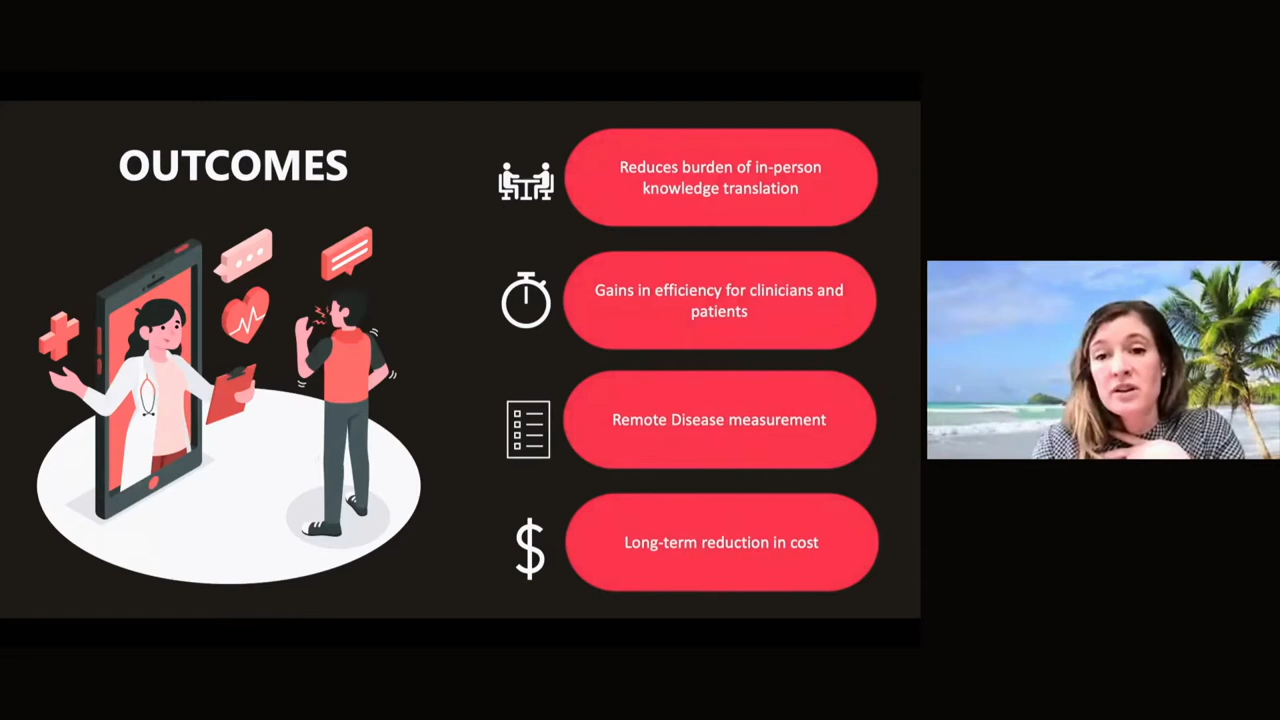 OUTCOMES
Reduces burden of in-person
knowledge translation
Gains in efficiency for clinicians and
patients
Remote Disease measurement
$
Long-term reduction in cost